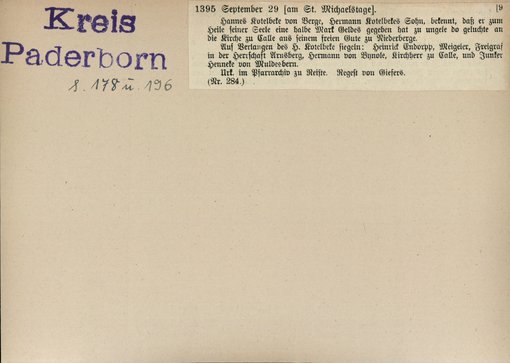 Kreis
Paderborn
S. 178 u. 196
1395 September 29 [am St. Michaelstage]. [9
Hannes Kotelbeke von Berge, Hermann Kotelbekes Sohn, bekennt, daß er zum
Heile seiner Seele eine halbe Mark Geldes gegeben hat zu ungele do geluchte an
die Kirche zu Calle aus seinem freien Gute zu Niederberge.
Auf Verlangen des H. Kotelbeke siegeln: Heinrick Endorpp, Meigeier, Freigraf
in der Herrschaft Arnsberg, Hermann von Bynole, Kirchherr zu Calle, und Junker
Henneke von Muldesbern.
Urk. im Pfarrarchiv zu Reiste. Regest von Giefers.
(Nr. 284.)